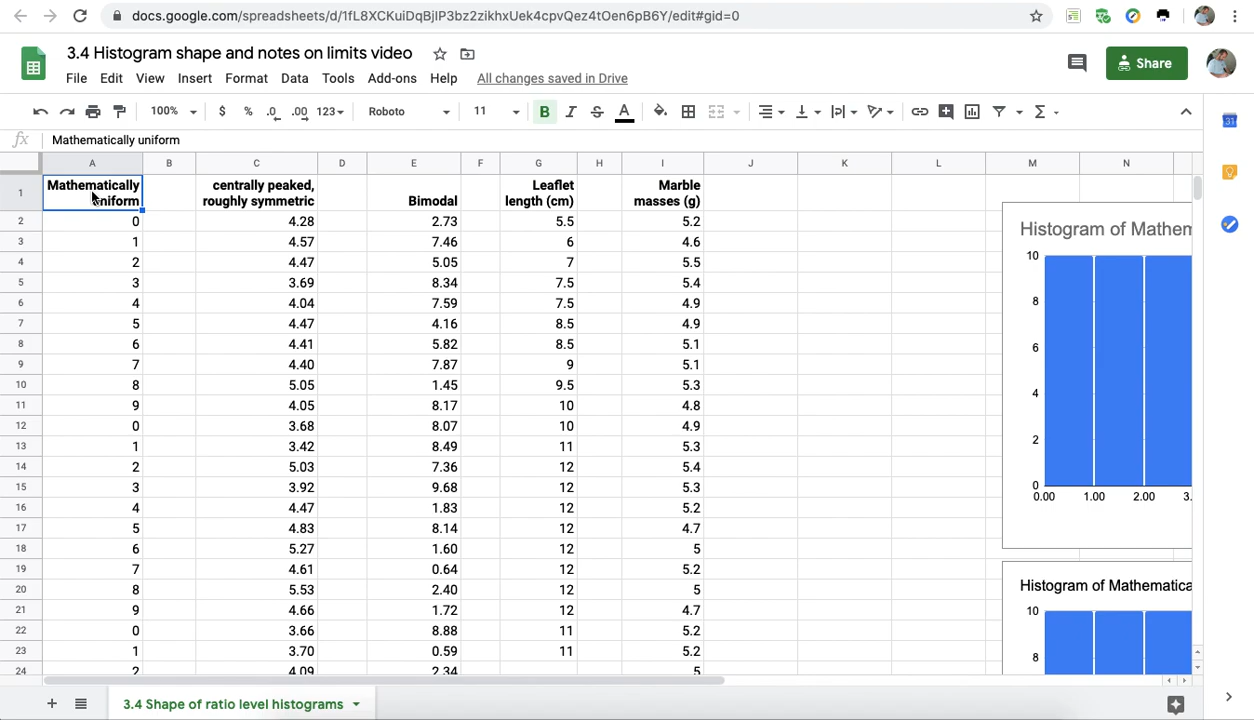 docs.google.com/spreadsheets/d/1fL8XCKuiDqBjlP3bz2zikhxUek4cpvQez4tOen6pB6Y/edit#gid=0
3.4 Histogram shape and notes on limits video
File Edit View Insert Format Data Tools Add-ons Help All changes saved in Drive
Share
100% $ % .0 .00 123 Roboto 11 B I S A Σ
31
fx Mathematically uniform
A B C D E F G H I J K L M N
1 Mathematically uniform centrally peaked, roughly symmetric Bimodal Leaflet length (cm) Marble masses (g)
2 0 4.28 2.73 5.5 5.2
3 1 4.57 7.46 6 4.6
4 2 4.47 5.05 7 5.5
5 3 3.69 8.34 7.5 5.4
6 4 4.04 7.59 7.5 4.9
7 5 4.47 4.16 8.5 4.9
8 6 4.41 5.82 8.5 5.1
9 7 4.40 7.87 9 5.1
10 8 5.05 1.45 9.5 5.3
11 9 4.05 8.17 10 4.8
12 0 3.68 8.07 10 4.9
13 1 3.42 8.49 11 5.3
14 2 5.03 7.36 12 5.4
15 3 3.92 9.68 12 5.3
16 4 4.47 1.83 12 5.2
17 5 4.83 8.14 12 4.7
18 6 5.27 1.60 12 5
19 7 4.61 0.64 12 5.2
20 8 5.53 2.40 12 5
21 9 4.66 1.72 12 4.7
22 0 3.66 8.88 11 5.2
23 1 3.70 0.59 11 5.2
24 2 4.09 2.34 5
Histogram of Mathem
10
8
6
4
2
0
0.00 1.00 2.00 3.
Histogram of Mathematica
10
8
3.4 Shape of ratio level histograms